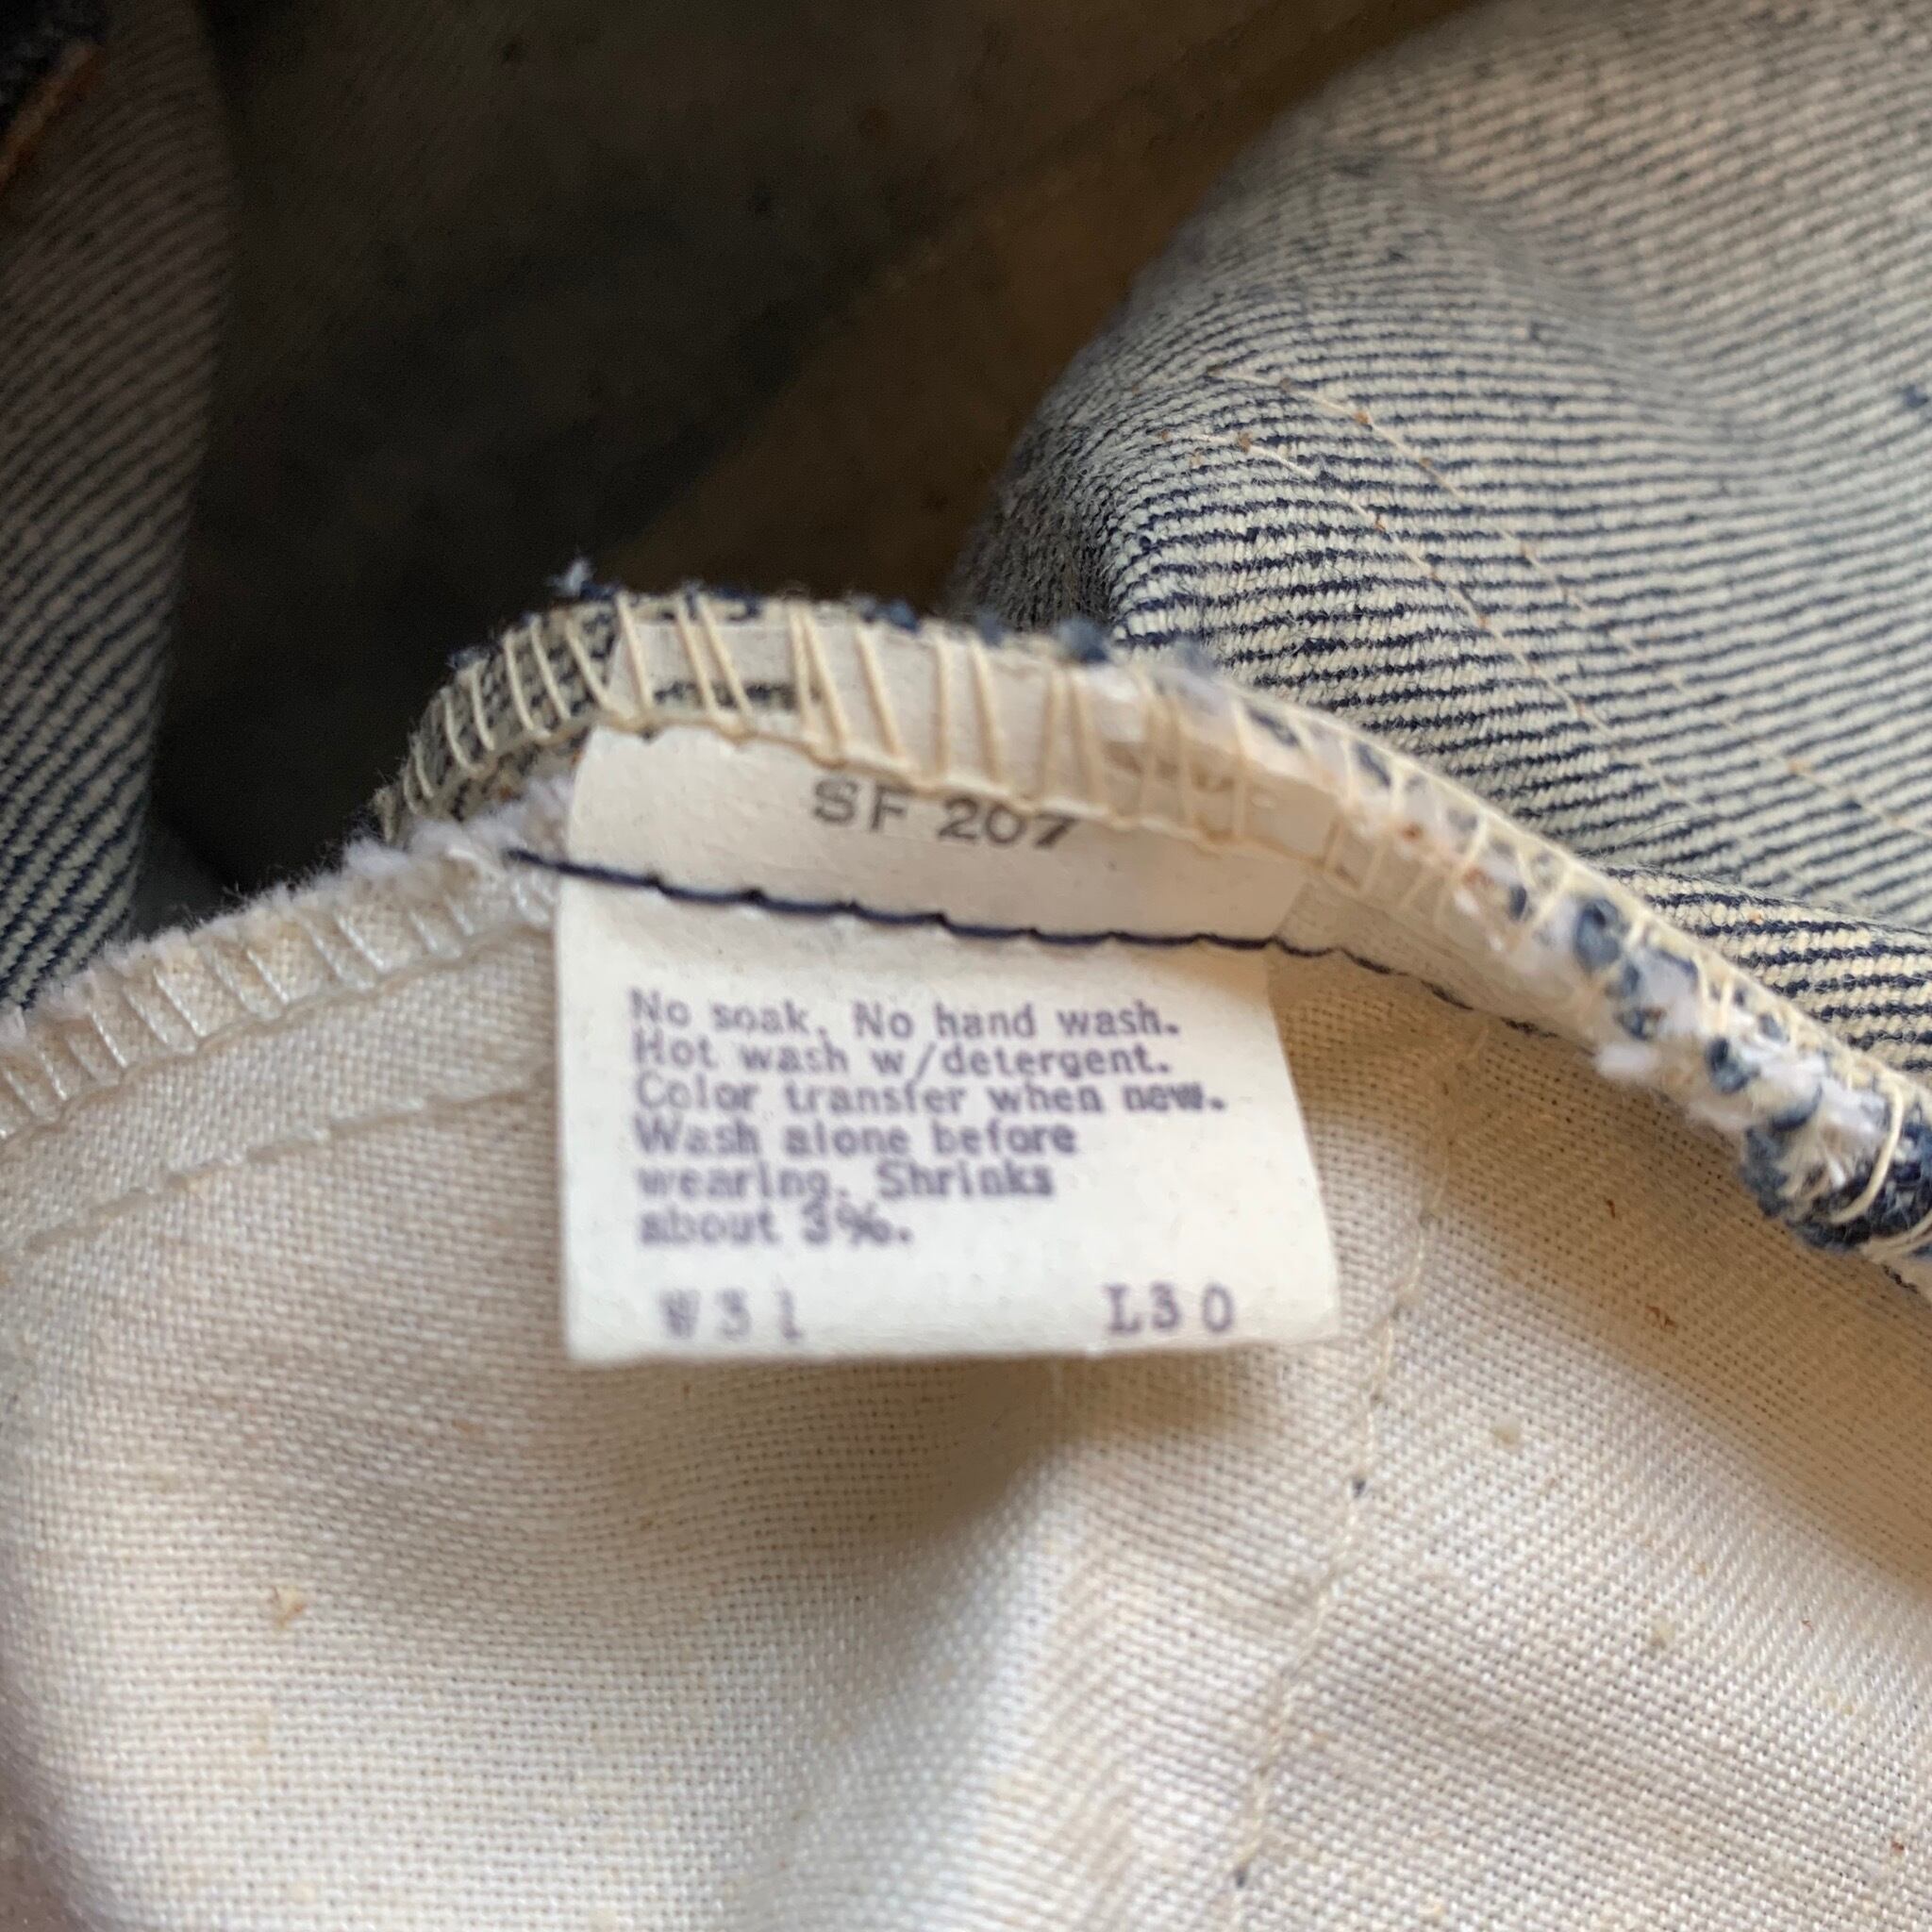 SF 207
No soak. No hand wash.
Hot wash w/detergent.
Color transfer when new.
Wash alone before
wearing. Shrinks
about 3%.
W31 L30